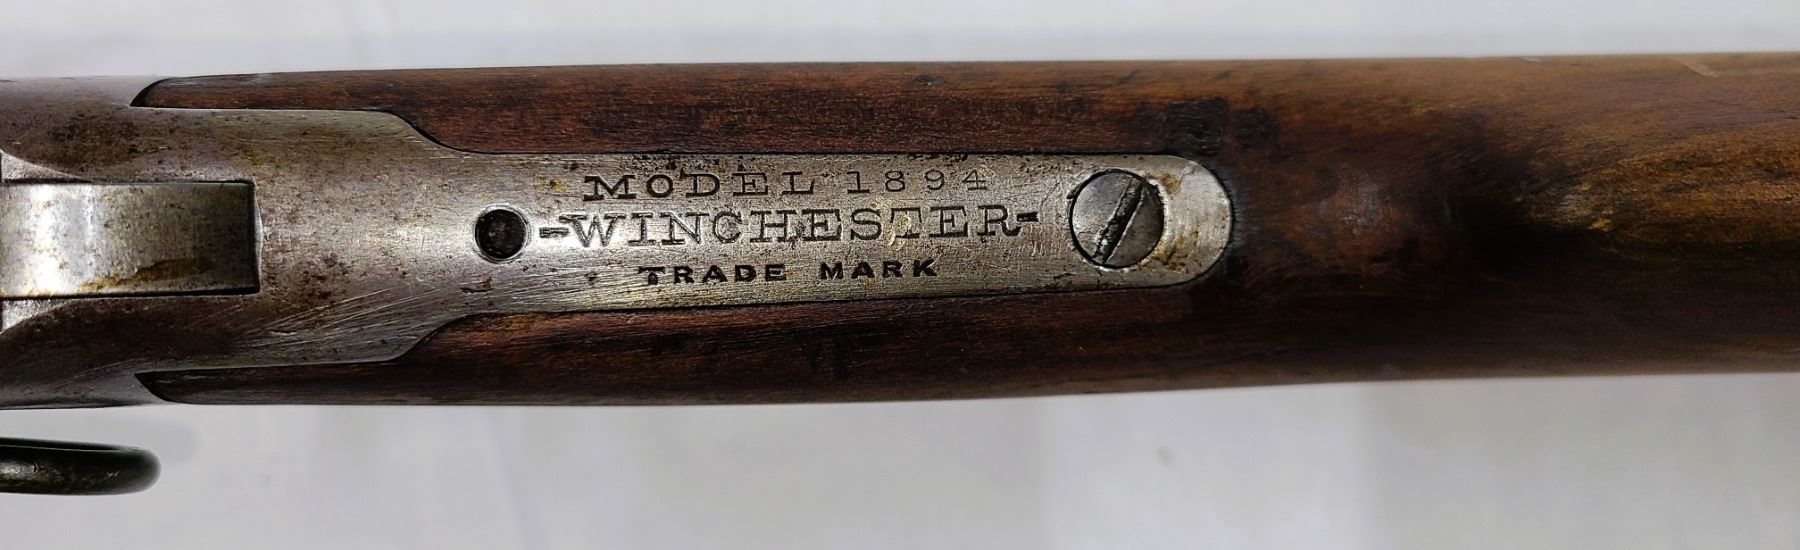 MODEL 1894
-WINCHESTER-
TRADE MARK